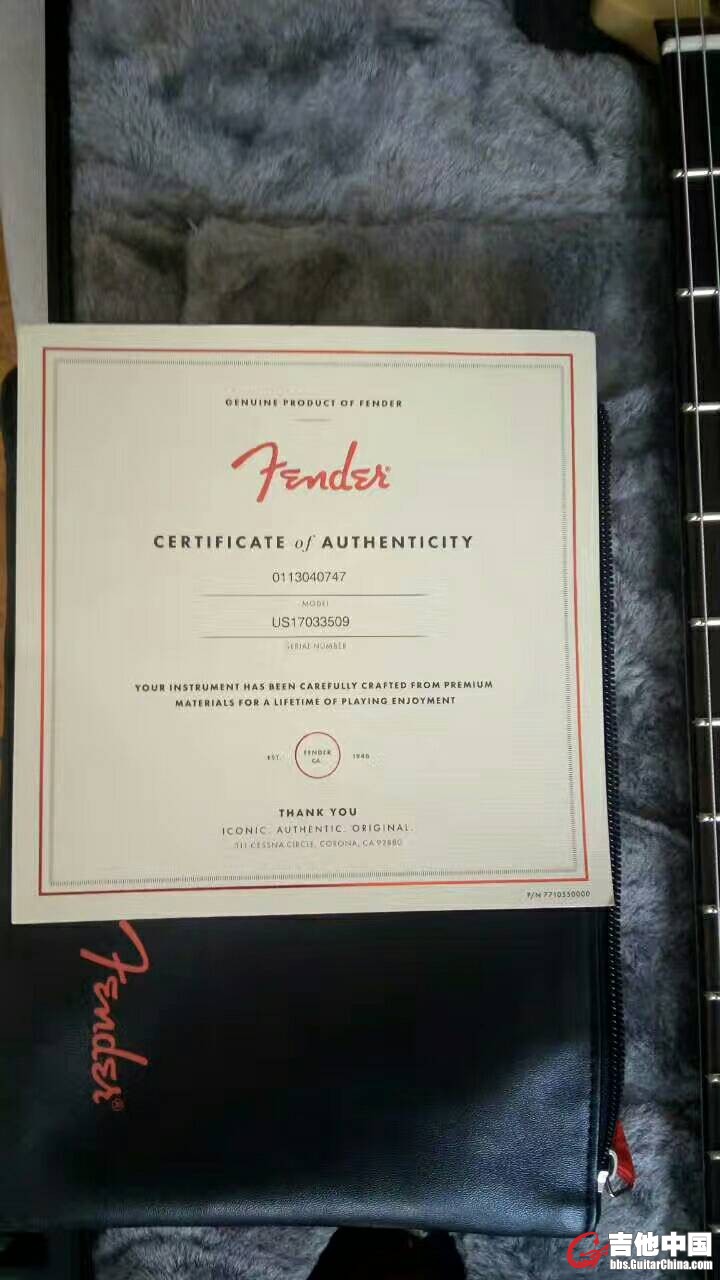 GENUINE PRODUCT OF FENDER
Fender®
CERTIFICATE of AUTHENTICITY
0113040747
MODEL
US17033509
SERIAL NUMBER
YOUR INSTRUMENT HAS BEEN CAREFULLY CRAFTED FROM PREMIUM
MATERIALS FOR A LIFETIME OF PLAYING ENJOYMENT
EST. FENDER CA. 1946
THANK YOU
ICONIC. AUTHENTIC. ORIGINAL.
311 CESSNA CIRCLE, CORONA, CA 92880
P/N 7710550000
Fender®
吉他中国
bbs.GuitarChina.com